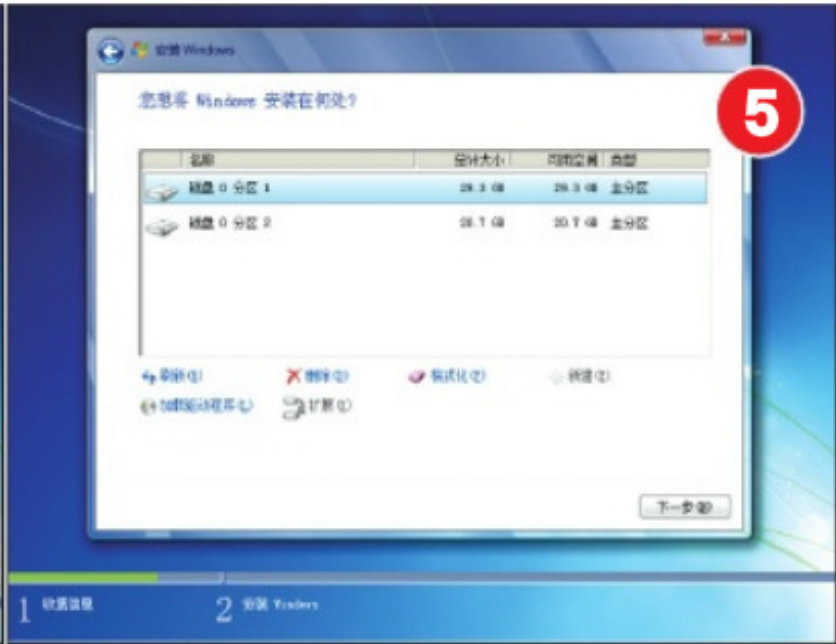 安装 Windows
您想将 Windows 安装在何处?
5
名称 总计大小 可用空间 类型
磁盘 0 分区 1 29.3 GB 29.3 GB 主分区
磁盘 0 分区 2 20.7 GB 主分区
刷新(R) 删除(D) 格式化(F) 新建(E)
加载驱动程序(L) 扩展(X)
下一步(N)
1 收集信息 2 安装 Windows